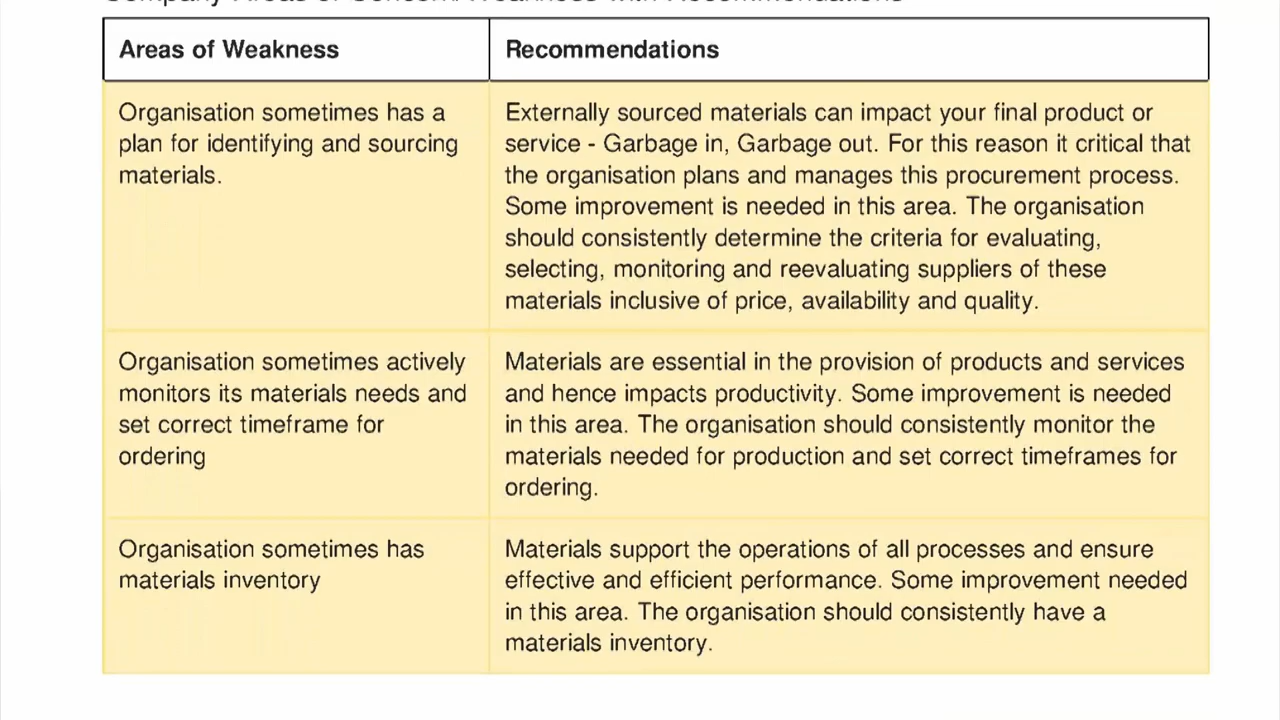 Company Areas of Concern/Weakness with Recommendations
Areas of Weakness
Recommendations
Organisation sometimes has a
plan for identifying and sourcing
materials.
Externally sourced materials can impact your final product or
service - Garbage in, Garbage out. For this reason it critical that
the organisation plans and manages this procurement process.
Some improvement is needed in this area. The organisation
should consistently determine the criteria for evaluating,
selecting, monitoring and reevaluating suppliers of these
materials inclusive of price, availability and quality.
Organisation sometimes actively
monitors its materials needs and
set correct timeframe for
ordering
Materials are essential in the provision of products and services
and hence impacts productivity. Some improvement is needed
in this area. The organisation should consistently monitor the
materials needed for production and set correct timeframes for
ordering.
Organisation sometimes has
materials inventory
Materials support the operations of all processes and ensure
effective and efficient performance. Some improvement needed
in this area. The organisation should consistently have a
materials inventory.